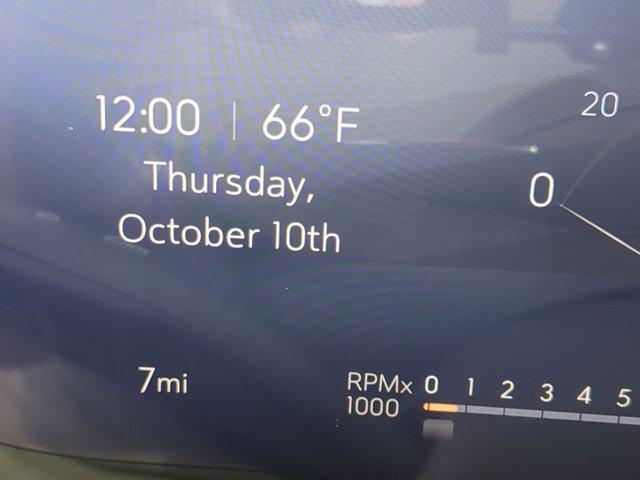 12:00 | 66°F
20
Thursday,
0
October 10th
7mi
RPMx 0 1 2 3 4 5
1000